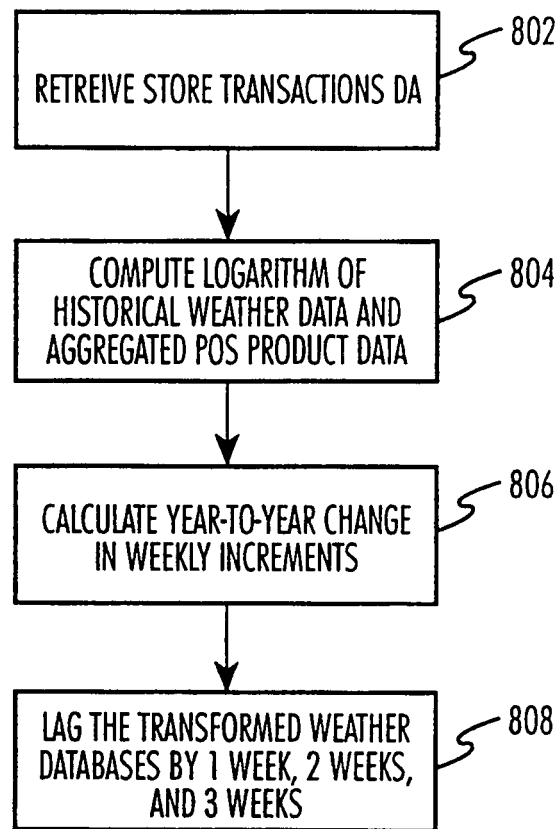 RETREIVE STORE TRANSACTIONS DA
802
COMPUTE LOGARITHM OF
HISTORICAL WEATHER DATA AND
AGGREGATED POS PRODUCT DATA
804
CALCULATE YEAR-TO-YEAR CHANGE
IN WEEKLY INCREMENTS
806
LAG THE TRANSFORMED WEATHER
DATABASES BY 1 WEEK, 2 WEEKS,
AND 3 WEEKS
808